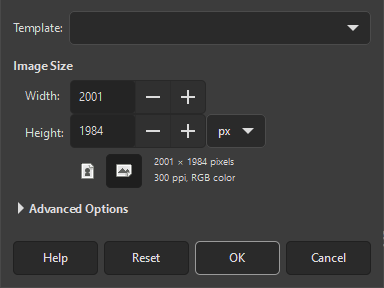 Template:
Image Size
Width: 2001
Height: 1984 px
2001 × 1984 pixels
300 ppi, RGB color
Advanced Options
Help Reset OK Cancel